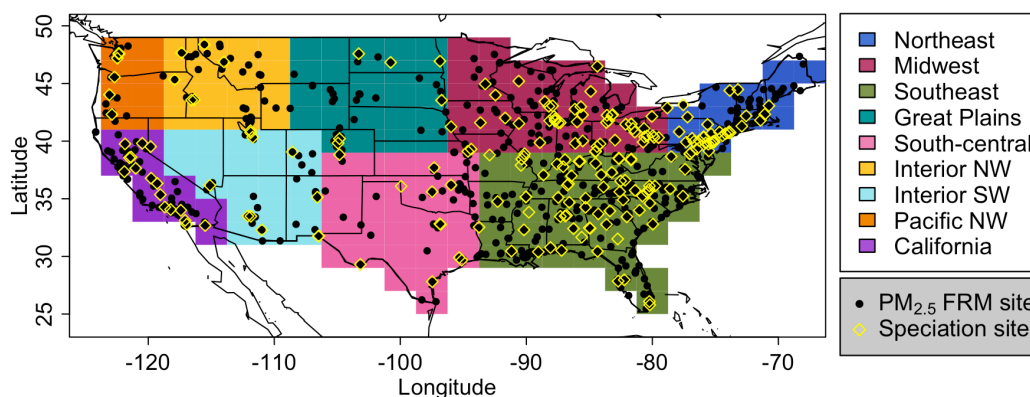 50
45
40
35
30
25
Latitude
-120
-110
-100
-90
-80
-70
Longitude
Northeast
Midwest
Southeast
Great Plains
South-central
Interior NW
Interior SW
Pacific NW
California
PM2.5 FRM site
Speciation site